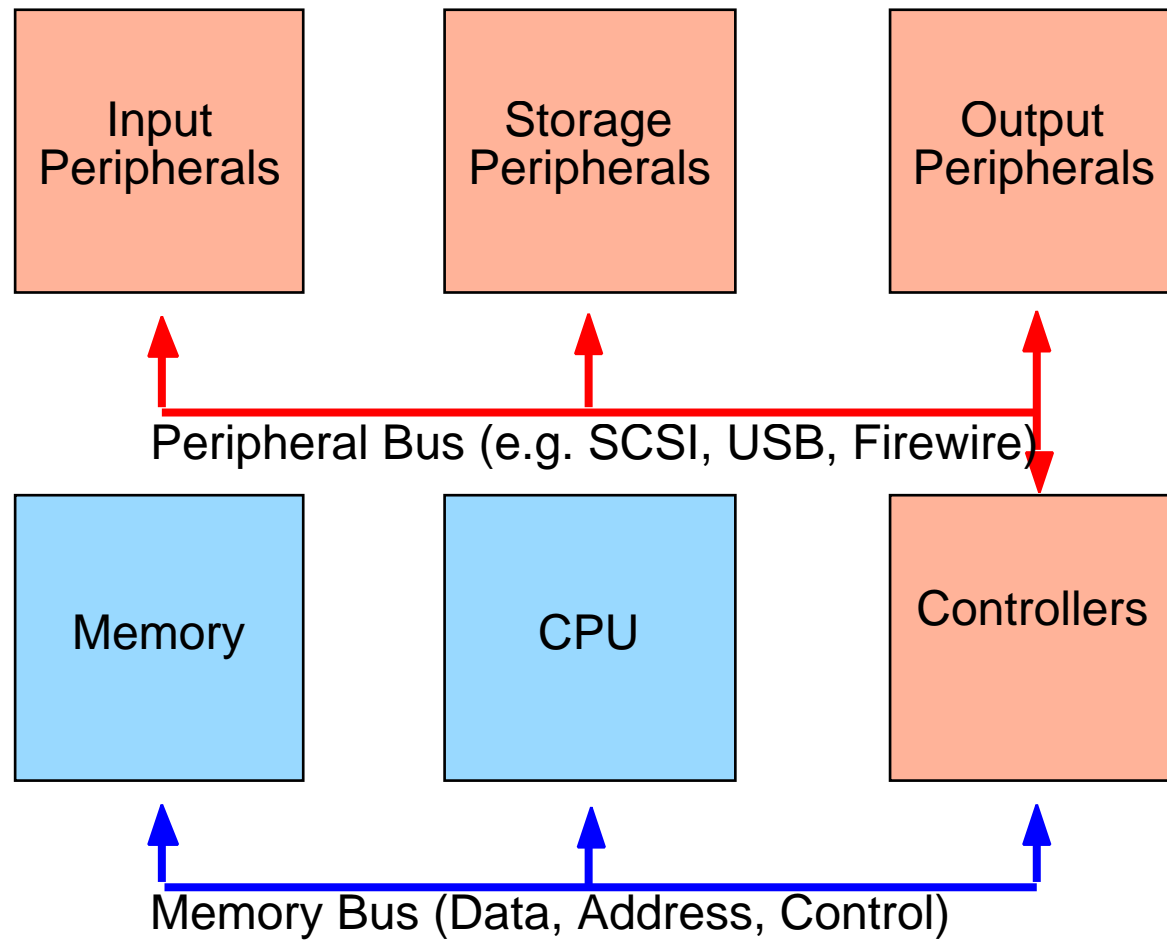 Input
Peripherals
Storage
Peripherals
Output
Peripherals
Peripheral Bus (e.g. SCSI, USB, Firewire)
Memory
CPU
Controllers
Memory Bus (Data, Address, Control)